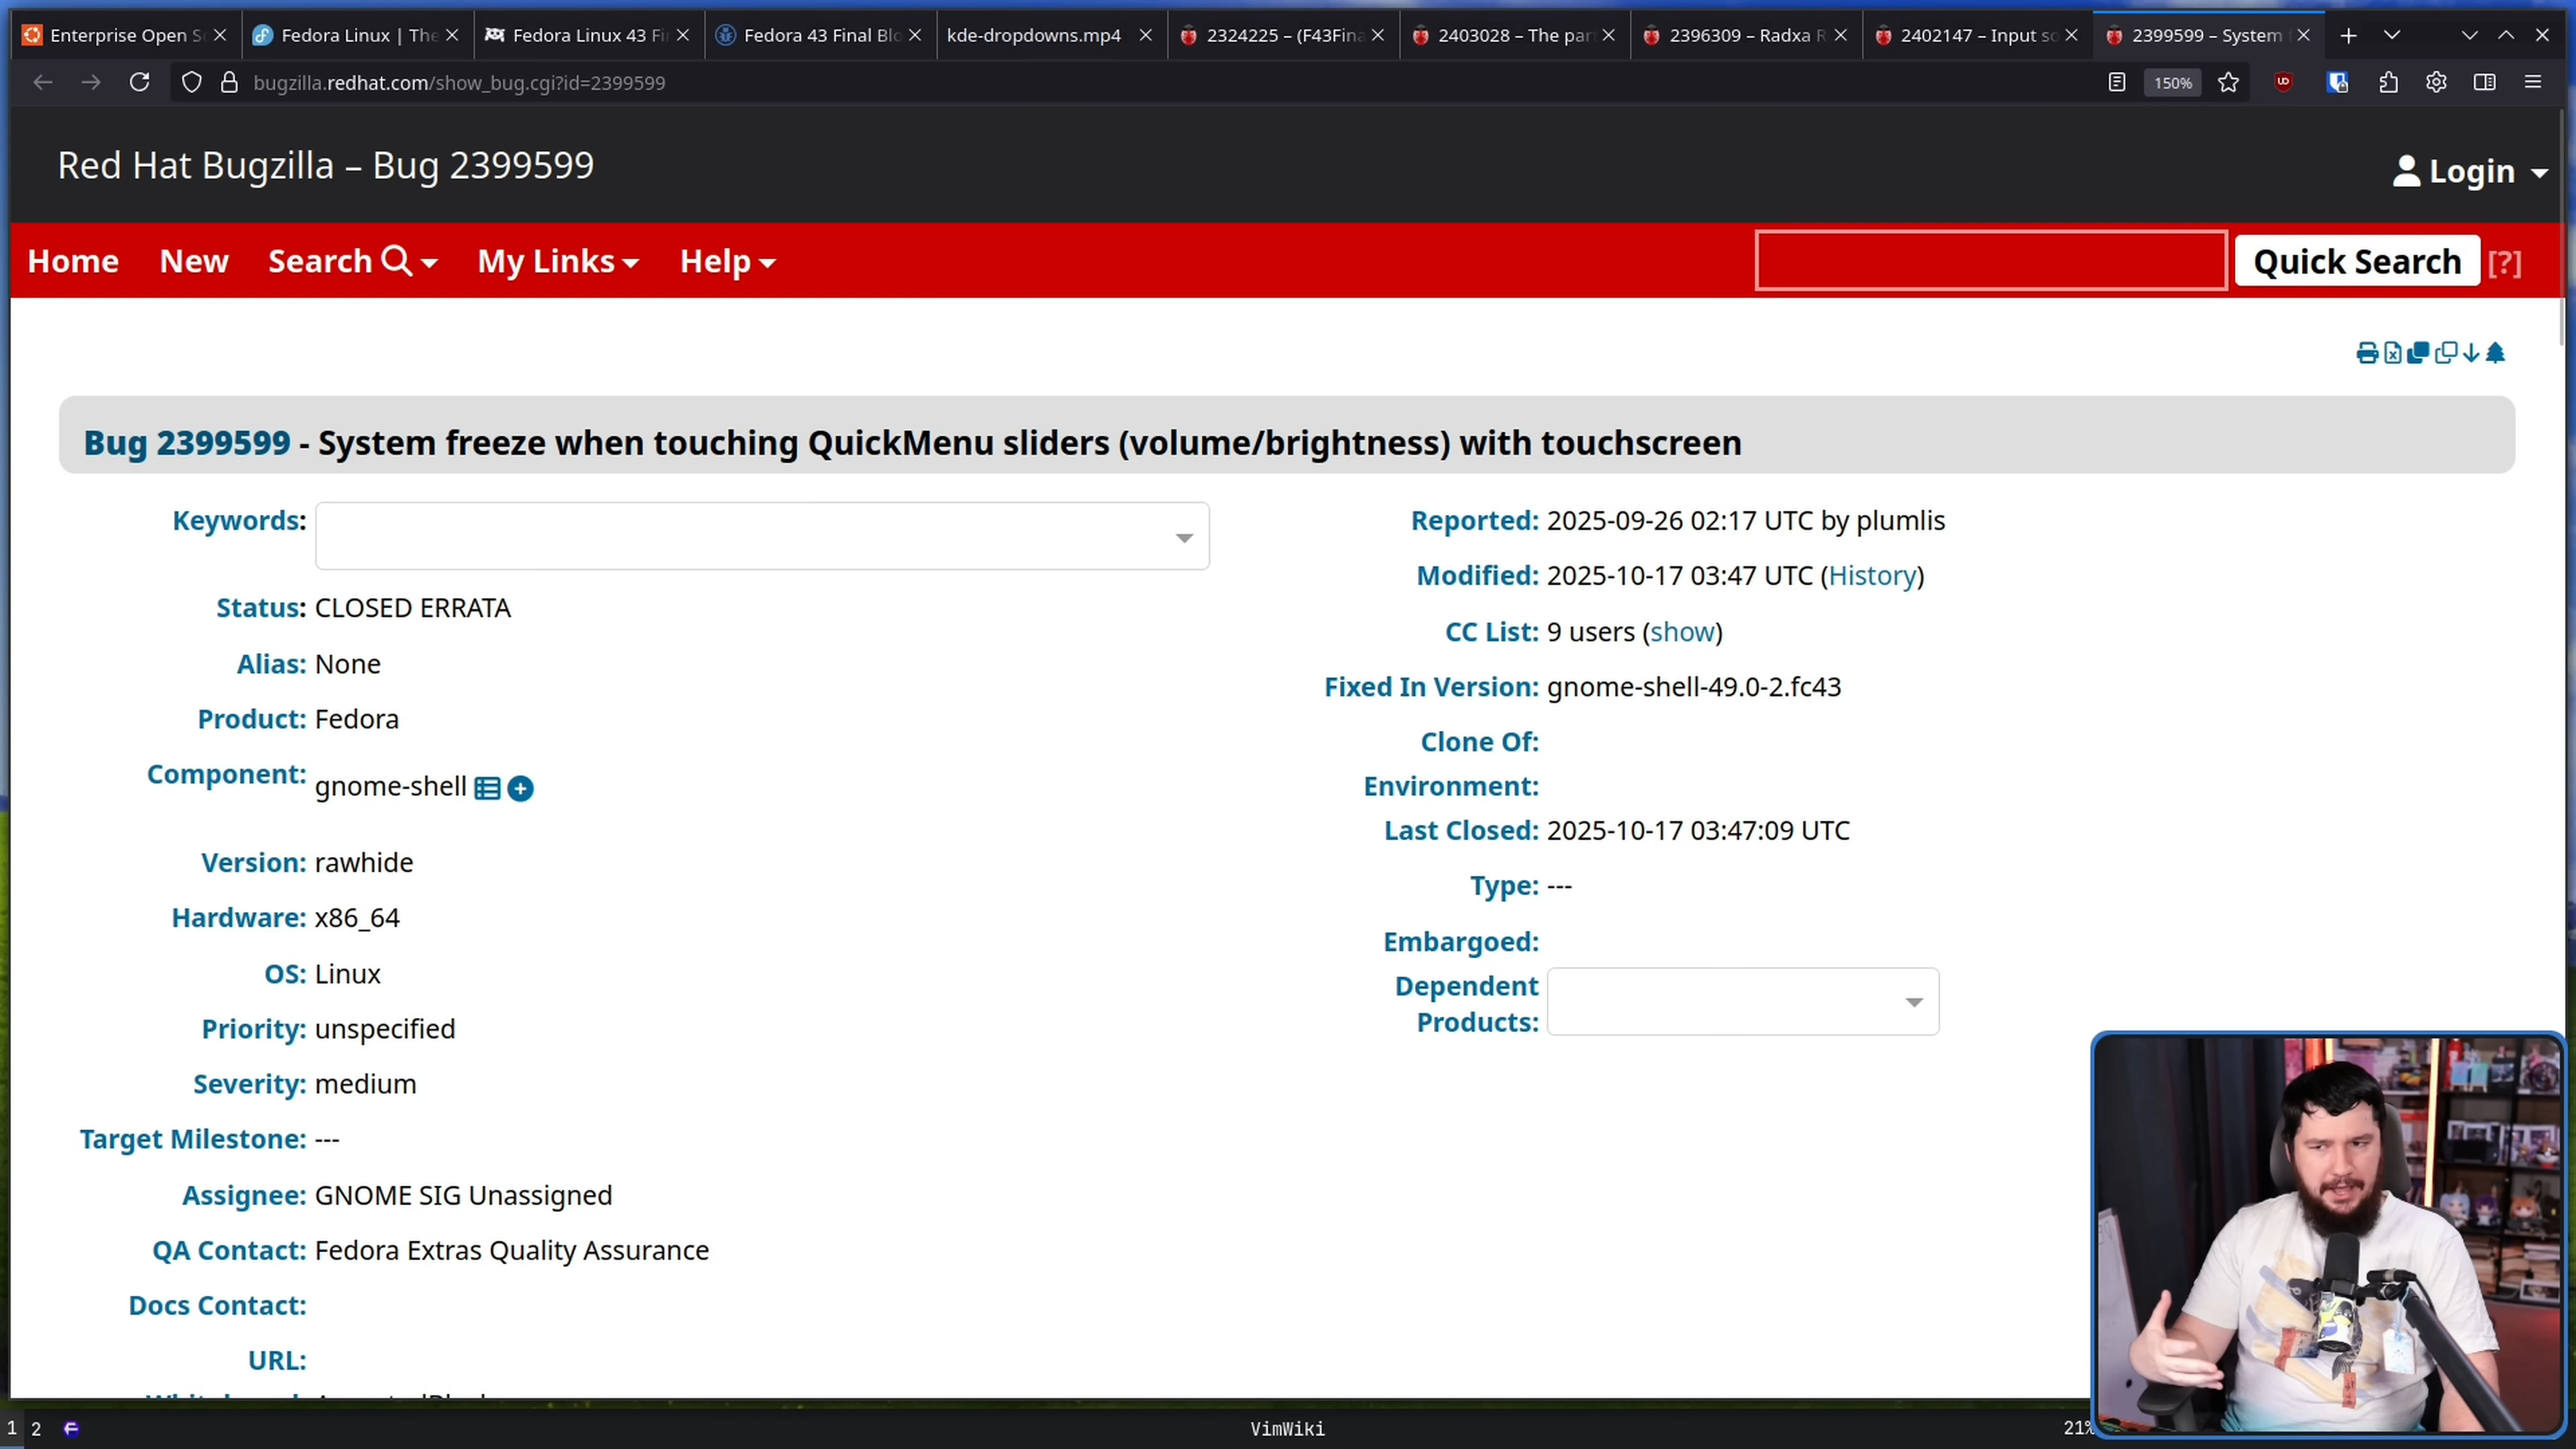 Enterprise Open S
Fedora Linux | The
Fedora Linux 43 Fi
Fedora 43 Final Blo
kde-dropdowns.mp4
2324225 – (F43Fina
2403028 – The par
2396309 – Radxa R
2402147 – Input so
2399599 – System
bugzilla.redhat.com/show_bug.cgi?id=2399599
150%
Red Hat Bugzilla – Bug 2399599
Login
Home New Search My Links Help
Quick Search [?]
Bug 2399599 - System freeze when touching QuickMenu sliders (volume/brightness) with touchscreen
Keywords:
Status: CLOSED ERRATA
Alias: None
Product: Fedora
Component: gnome-shell
Version: rawhide
Hardware: x86_64
OS: Linux
Priority: unspecified
Severity: medium
Target Milestone: ---
Assignee: GNOME SIG Unassigned
QA Contact: Fedora Extras Quality Assurance
Docs Contact:
URL:
Reported: 2025-09-26 02:17 UTC by plumlis
Modified: 2025-10-17 03:47 UTC (History)
CC List: 9 users (show)
Fixed In Version: gnome-shell-49.0-2.fc43
Clone Of:
Environment:
Last Closed: 2025-10-17 03:47:09 UTC
Type: ---
Embargoed:
Dependent
Products:
1 2
VimWiki
21%